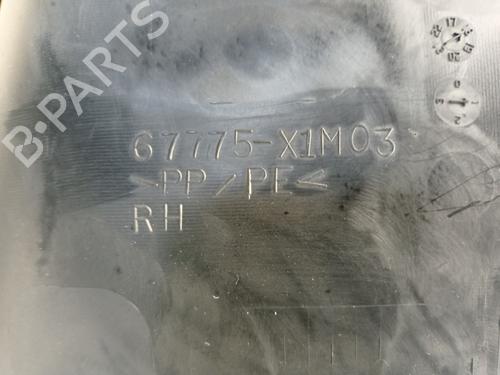 B-PARTS
67775-X1M03
<PP/PE<
RH